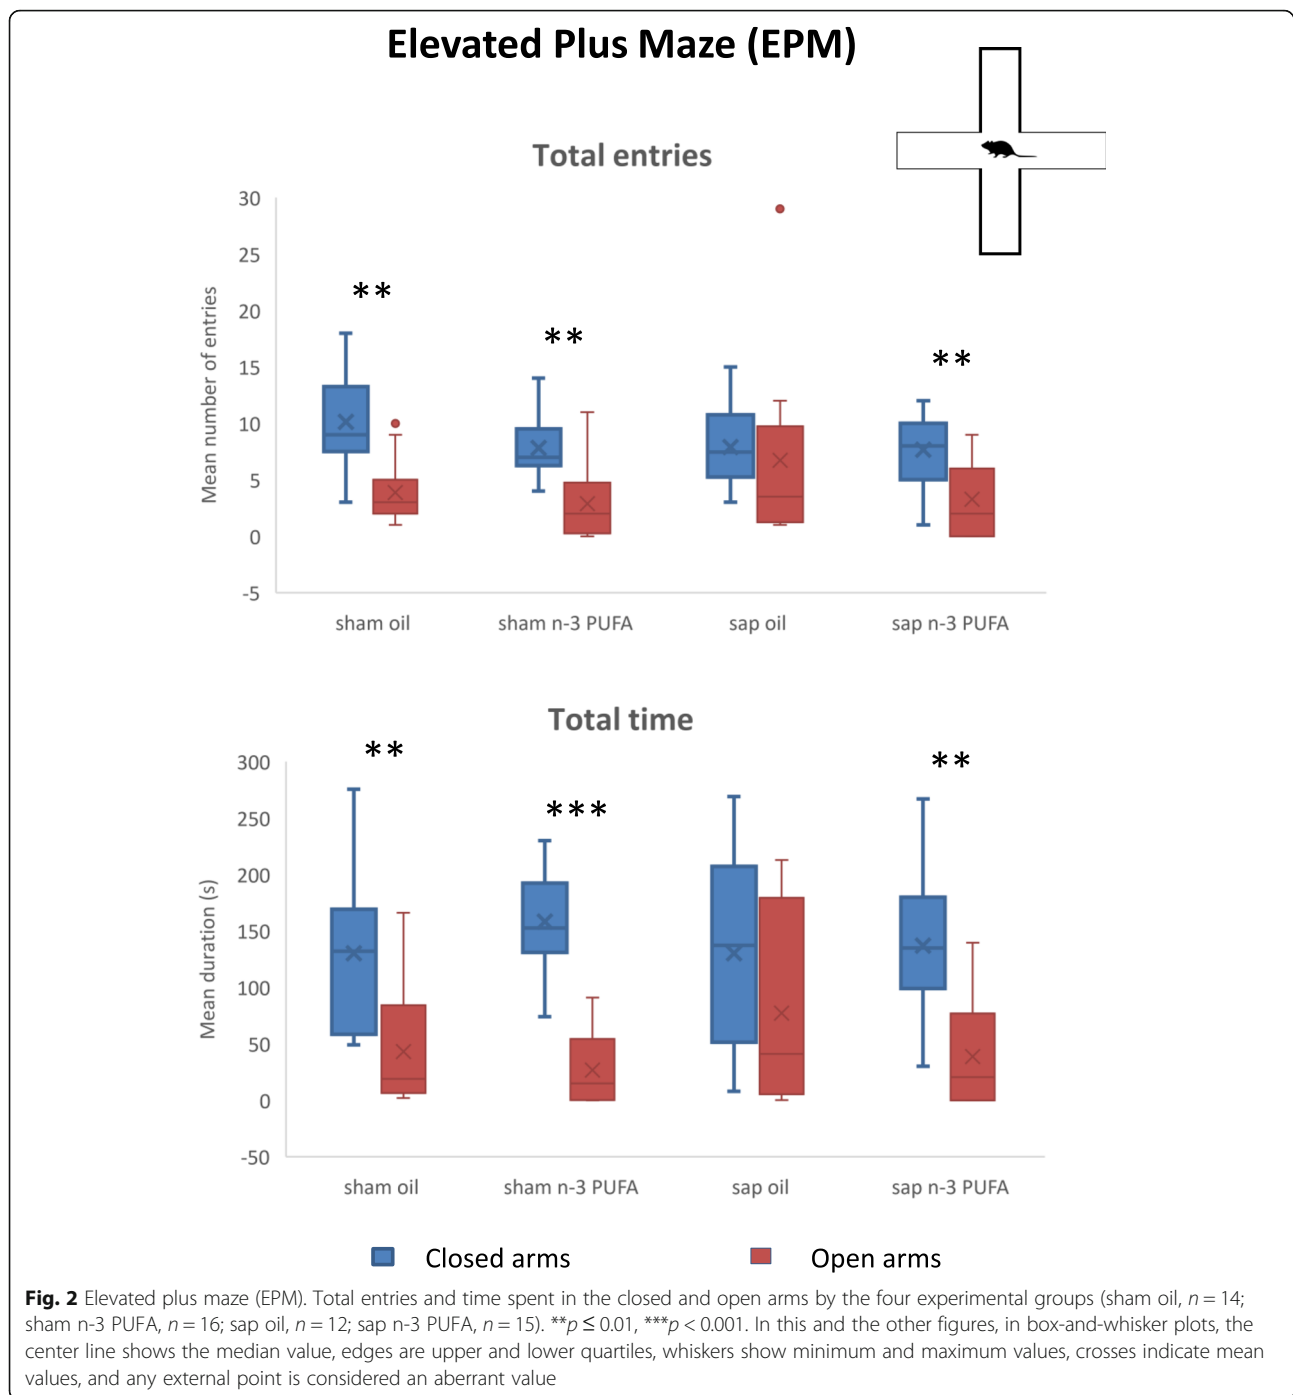 Elevated Plus Maze (EPM)
Total entries
30
25
20
15
10
5
0
-5
Mean number of entries
**
**
**
sham oil
sham n-3 PUFA
sap oil
sap n-3 PUFA
Total time
300
250
200
150
100
50
0
-50
Mean duration (s)
**
***
**
sham oil
sham n-3 PUFA
sap oil
sap n-3 PUFA
Closed arms
Open arms
Fig. 2 Elevated plus maze (EPM). Total entries and time spent in the closed and open arms by the four experimental groups (sham oil, n = 14;
sham n-3 PUFA, n = 16; sap oil, n = 12; sap n-3 PUFA, n = 15). **p ≤ 0.01, ***p < 0.001. In this and the other figures, in box-and-whisker plots, the
center line shows the median value, edges are upper and lower quartiles, whiskers show minimum and maximum values, crosses indicate mean
values, and any external point is considered an aberrant value